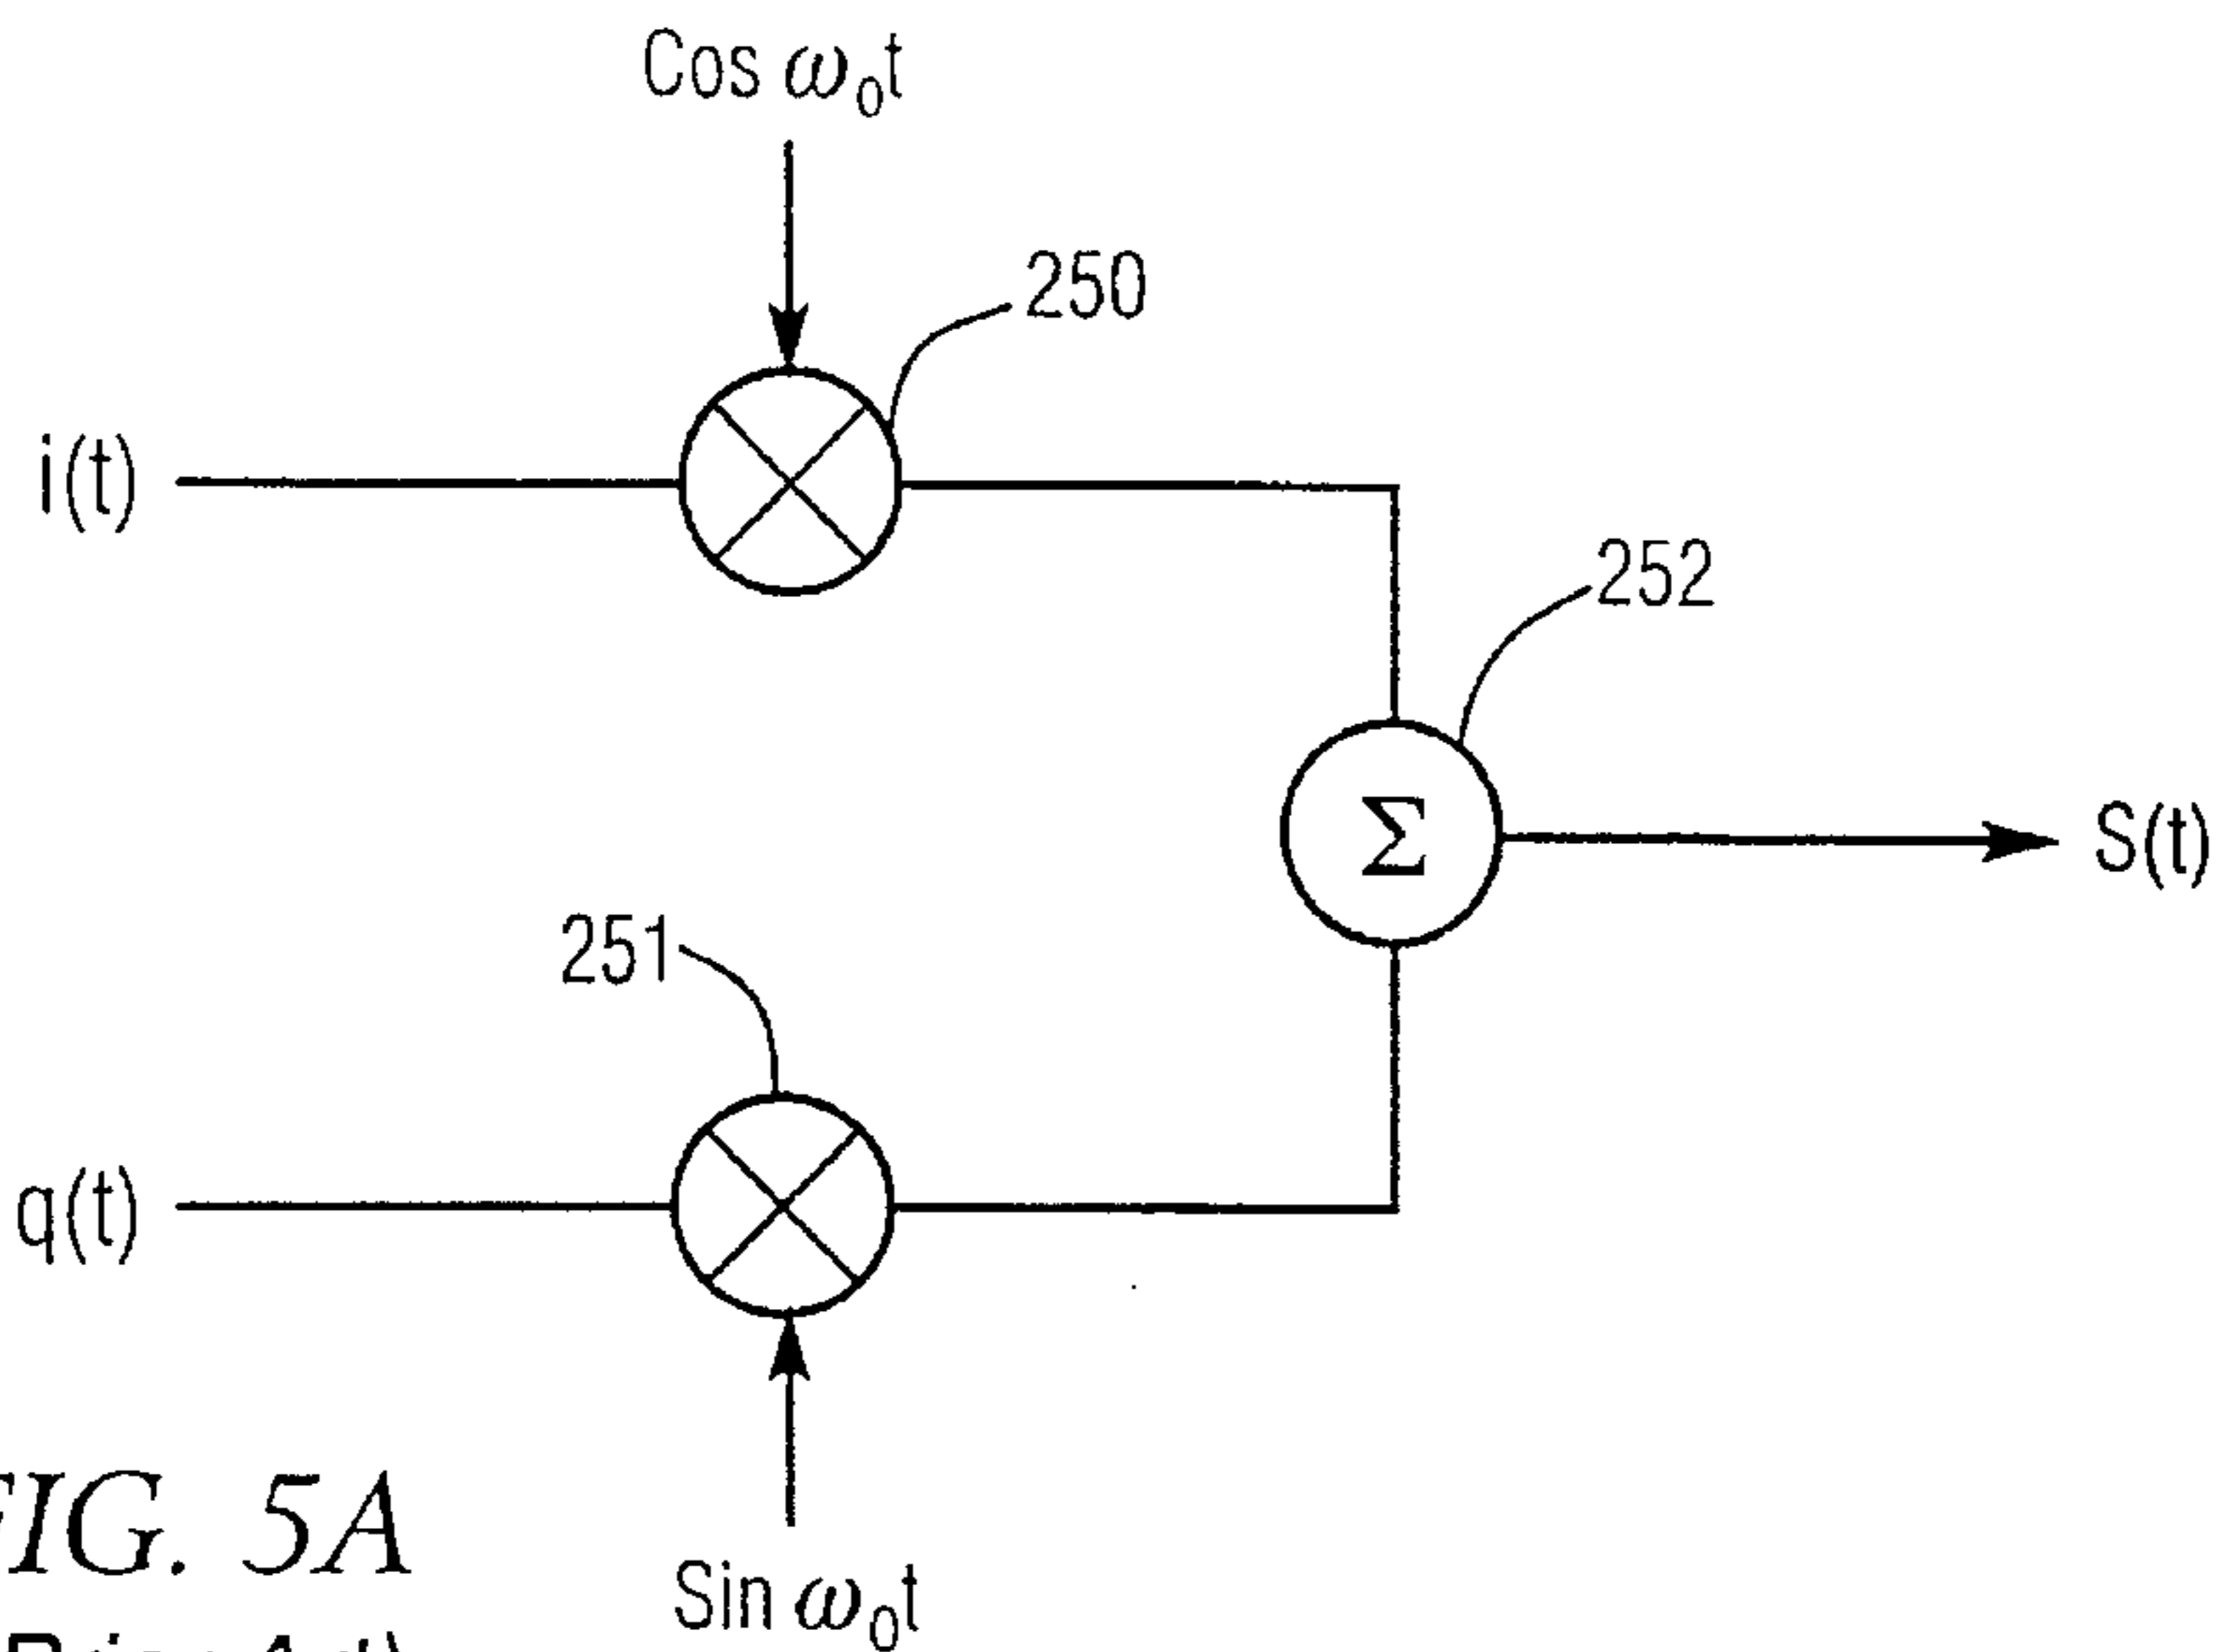 Cos ω₀t
250
i(t)
252
Σ
S(t)
251
q(t)
FIG. 5A
Sin ω₀t